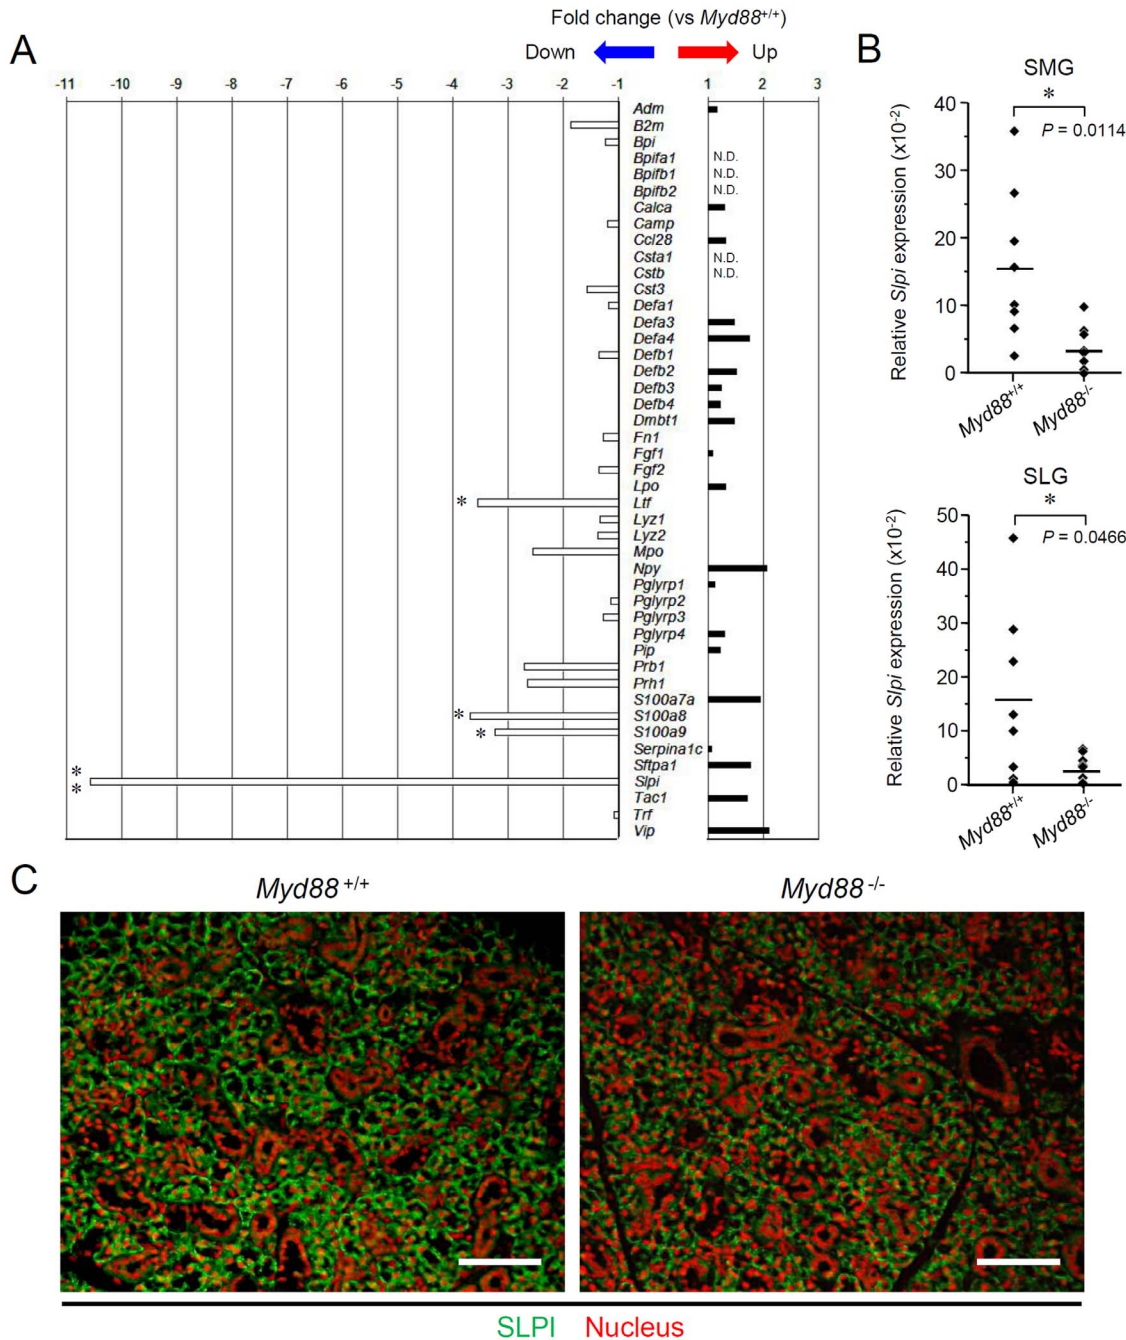 Fold change (vs Myd88+/+)
A
Down
Up
-11 -10 -9 -8 -7 -6 -5 -4 -3 -2 -1 1 2 3
Adm
B2m
Bpi
Bpifa1 N.D.
Bpifb1 N.D.
Bpifb2 N.D.
Calca
Camp
Ccl28
Csta1 N.D.
Cstb N.D.
Cst3
Defa1
Defa3
Defa4
Defb1
Defb2
Defb3
Defb4
Dmbt1
Fn1
Fgf1
Fgf2
Lpo
* Ltf
Lyz1
Lyz2
Mpo
Npy
Pglyrp1
Pglyrp2
Pglyrp3
Pglyrp4
Pip
Prb1
Prh1
S100a7a
* S100a8
* S100a9
Serpina1c
Sftpa1
* * Slpi
Tac1
Trf
Vip
B
SMG
*
P = 0.0114
40
30
20
10
0
Relative Slpi expression (x10-2)
Myd88+/+
Myd88-/-
SLG
*
P = 0.0466
50
40
30
20
10
0
Relative Slpi expression (x10-2)
Myd88+/+
Myd88-/-
C
Myd88 +/+
Myd88 -/-
SLPI Nucleus